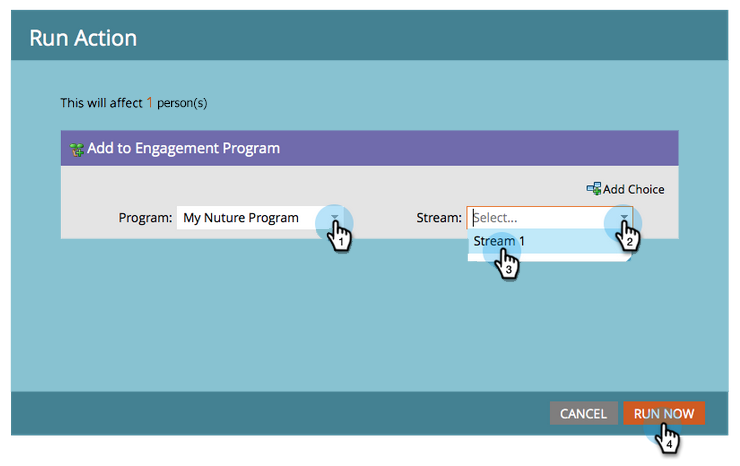 Run Action
This will affect 1 person(s)
Add to Engagement Program
Add Choice
Program: My Nuture Program Stream: Select...
1 2
Stream 1
3
CANCEL RUN NOW
4